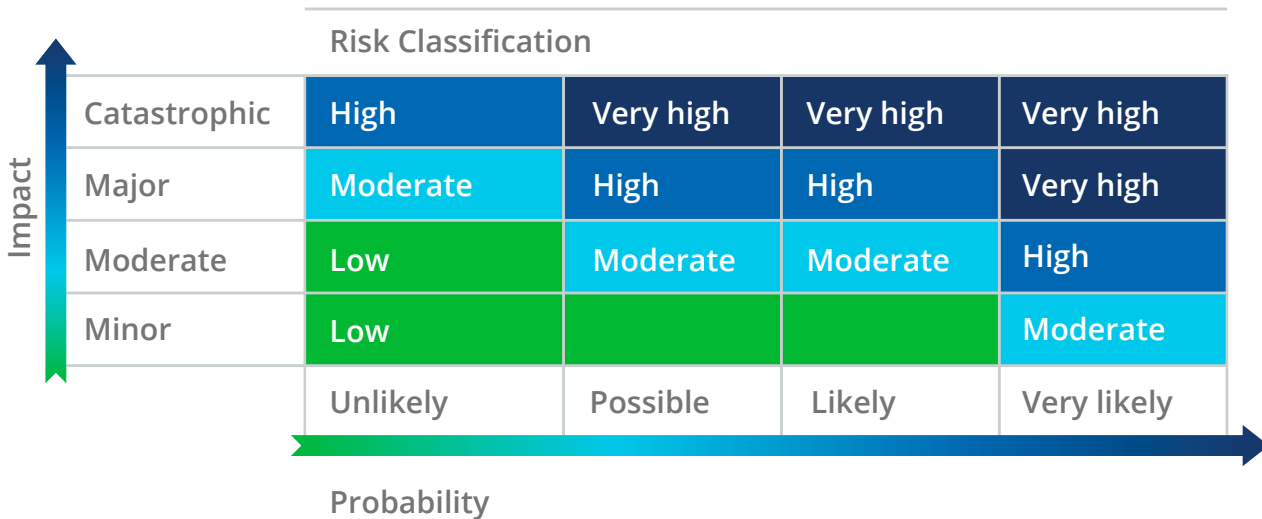 Risk Classification
Impact
Catastrophic High Very high Very high Very high
Major Moderate High High Very high
Moderate Low Moderate Moderate High
Minor Low Moderate
Unlikely Possible Likely Very likely
Probability